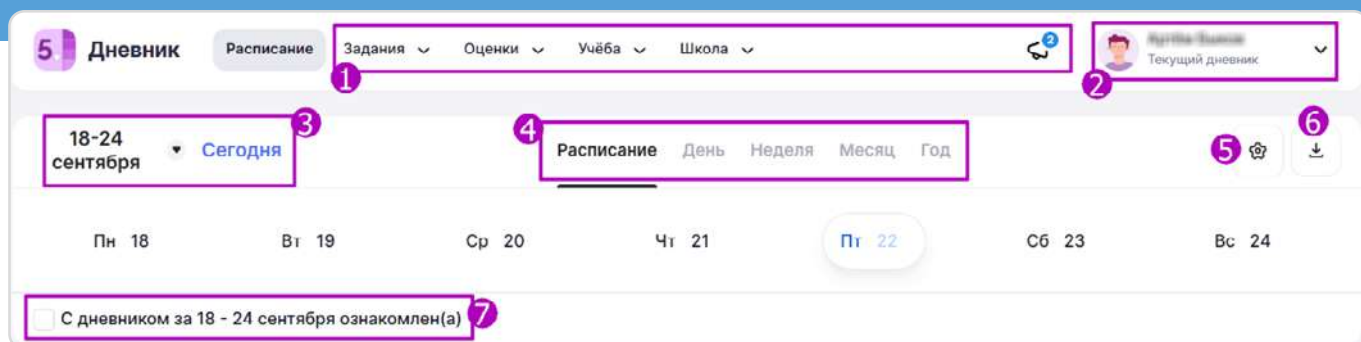 5. Дневник Расписание Задания Оценки Учёба Школа 2
1 Текущий дневник
2
3 4 6
18-24 сентября Сегодня Расписание День Неделя Месяц Год 5
Пн 18 Вт 19 Ср 20 Чт 21 Пт 22 Сб 23 Вс 24
С дневником за 18 - 24 сентября ознакомлен(а) 7